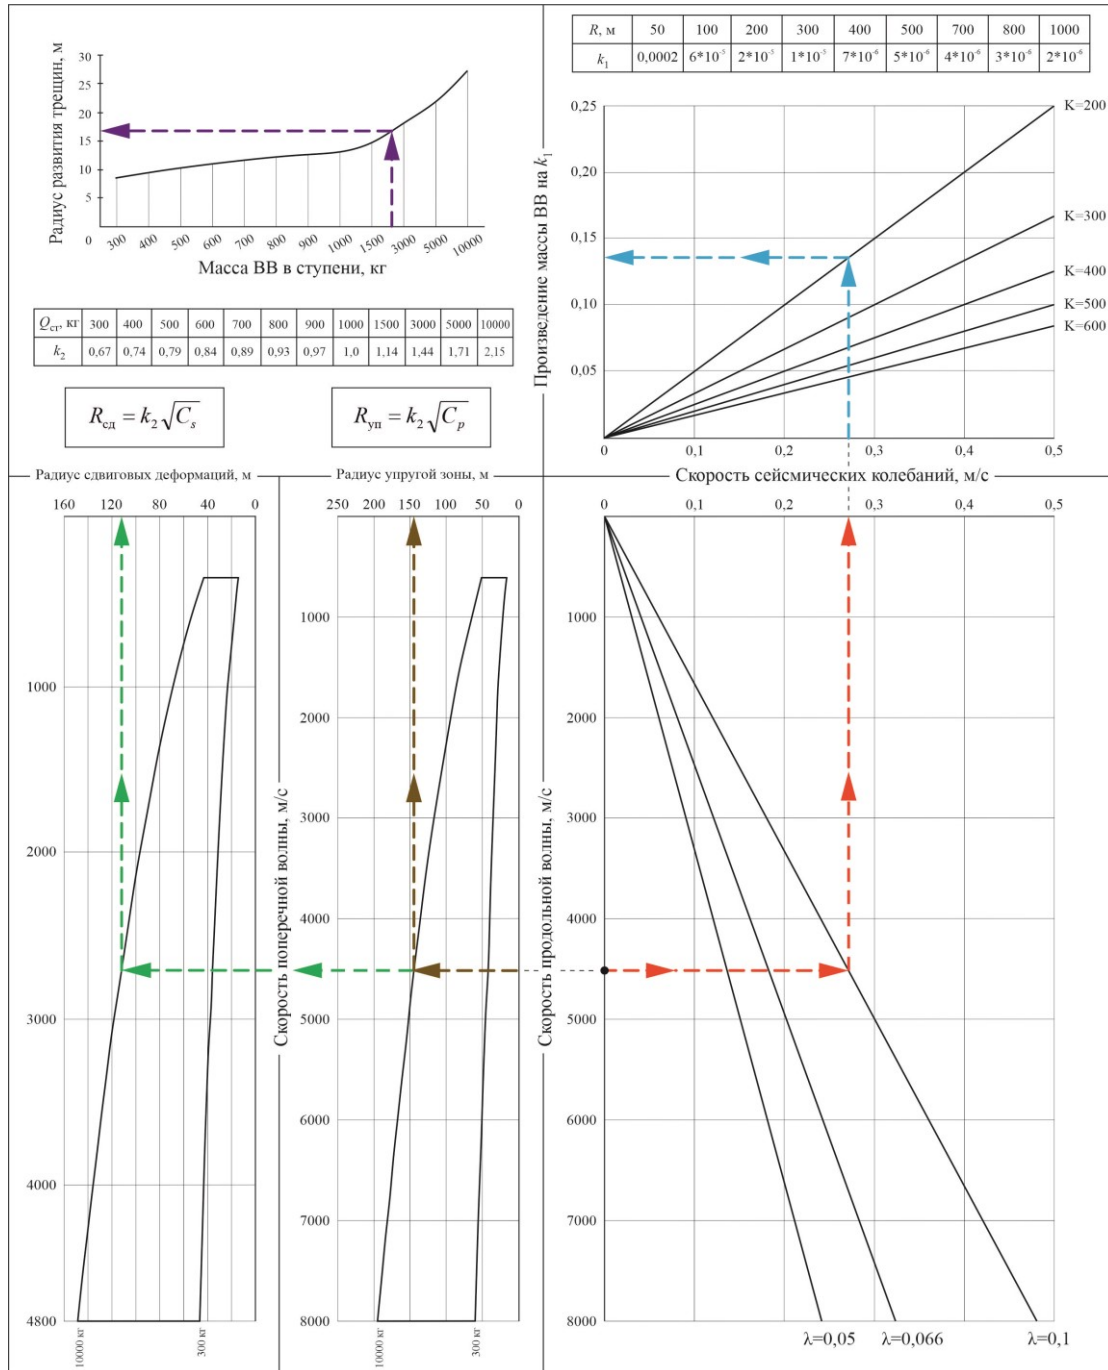 Радиус развития трещин, м
30
25
20
15
10
5
0
300 400 500 600 700 800 900 1000 1500 3000 5000 10000
Масса ВВ в ступени, кг
Qст, кг 300 400 500 600 700 800 900 1000 1500 3000 5000 10000
k2 0,67 0,74 0,79 0,84 0,89 0,93 0,97 1,0 1,14 1,44 1,71 2,15
Rсд = k2√Cs
Rуп = k2√Cp
R, м 50 100 200 300 400 500 700 800 1000
k1 0,0002 6*10⁻⁵ 2*10⁻⁵ 1*10⁻⁵ 7*10⁻⁶ 5*10⁻⁶ 4*10⁻⁶ 3*10⁻⁶ 2*10⁻⁶
Произведение массы ВВ на k1
0,25
0,20
0,15
0,10
0,05
K=200
K=300
K=400
K=500
K=600
0 0,1 0,2 0,3 0,4 0,5
Радиус сдвиговых деформаций, м
160 120 80 40 0
1000
2000
3000
4000
4800
10000 кг
300 кг
Скорость поперечной волны, м/с
Радиус упругой зоны, м
250 200 150 100 50 0
1000
2000
3000
4000
5000
6000
7000
8000
10000 кг
300 кг
Скорость продольной волны, м/с
Скорость сейсмических колебаний, м/с
0 0,1 0,2 0,3 0,4 0,5
1000
2000
3000
4000
5000
6000
7000
8000
λ=0,05 λ=0,066 λ=0,1